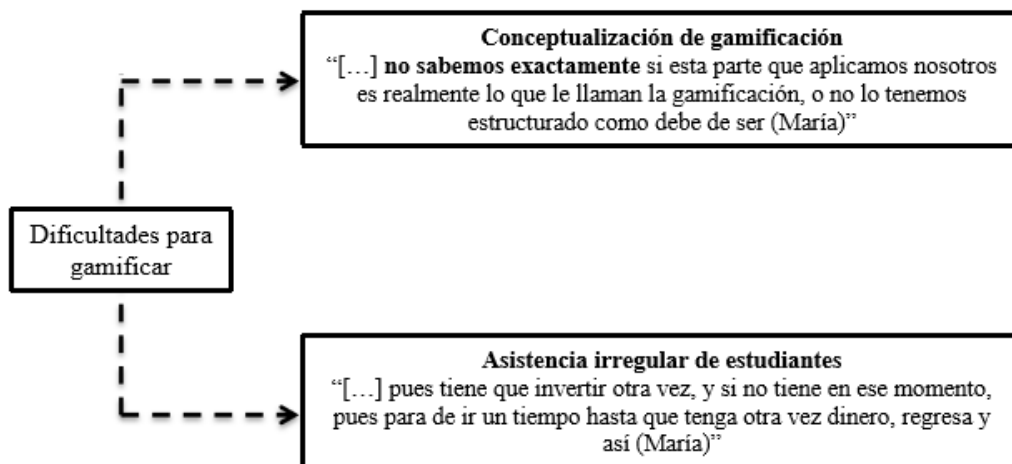 Conceptualización de gamificación
“[…] no sabemos exactamente si esta parte que aplicamos nosotros
es realmente lo que le llaman la gamificación, o no lo tenemos
estructurado como debe de ser (María)”
Dificultades para
gamificar
Asistencia irregular de estudiantes
“[…] pues tiene que invertir otra vez, y si no tiene en ese momento,
pues para de ir un tiempo hasta que tenga otra vez dinero, regresa y
así (María)”